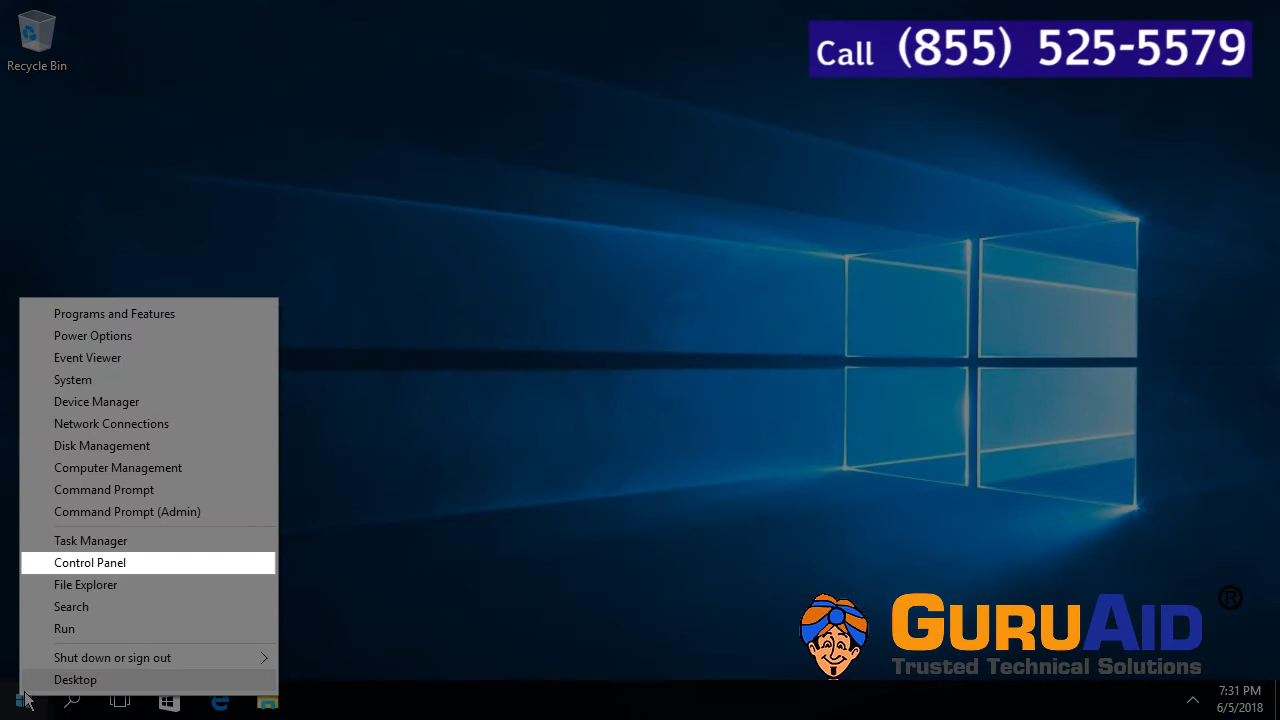 Recycle Bin
Call (855) 525-5579
Programs and Features
Power Options
Event Viewer
System
Device Manager
Network Connections
Disk Management
Computer Management
Command Prompt
Command Prompt (Admin)
Task Manager
Control Panel
File Explorer
Search
Run
Shut down or sign out
Desktop
GURUAID ®
Trusted Technical Solutions
7:31 PM
6/5/2018